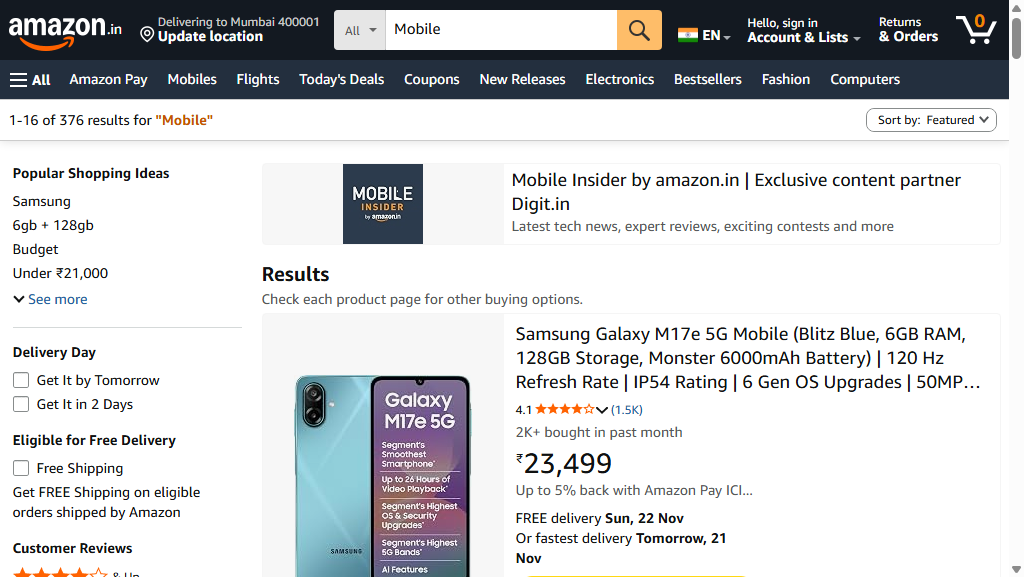 amazon.in
Delivering to Mumbai 400001
Update location
All
Mobile
EN
Hello, sign in
Account & Lists
Returns
& Orders
0
All
Amazon Pay
Mobiles
Flights
Today's Deals
Coupons
New Releases
Electronics
Bestsellers
Fashion
Computers
1-16 of 376 results for "Mobile"
Sort by: Featured
Popular Shopping Ideas
Samsung
6gb + 128gb
Budget
Under ₹21,000
See more
Delivery Day
Get It by Tomorrow
Get It in 2 Days
Eligible for Free Delivery
Free Shipping
Get FREE Shipping on eligible
orders shipped by Amazon
Customer Reviews
& Up
MOBILE
INSIDER
by amazon.in
Mobile Insider by amazon.in | Exclusive content partner
Digit.in
Latest tech news, expert reviews, exciting contests and more
Results
Check each product page for other buying options.
SAMSUNG
Galaxy
M17e 5G
Segment's
Smoothest
Smartphone*
Up to 26 Hours of
Video Playback*
Segment's Highest
OS & Security
Upgrades*
Segment's Highest
5G Bands*
AI Features
Samsung Galaxy M17e 5G Mobile (Blitz Blue, 6GB RAM,
128GB Storage, Monster 6000mAh Battery) | 120 Hz
Refresh Rate | IP54 Rating | 6 Gen OS Upgrades | 50MP…
4.1
(1.5K)
2K+ bought in past month
₹23,499
Up to 5% back with Amazon Pay ICI…
FREE delivery Sun, 22 Nov
Or fastest delivery Tomorrow, 21
Nov